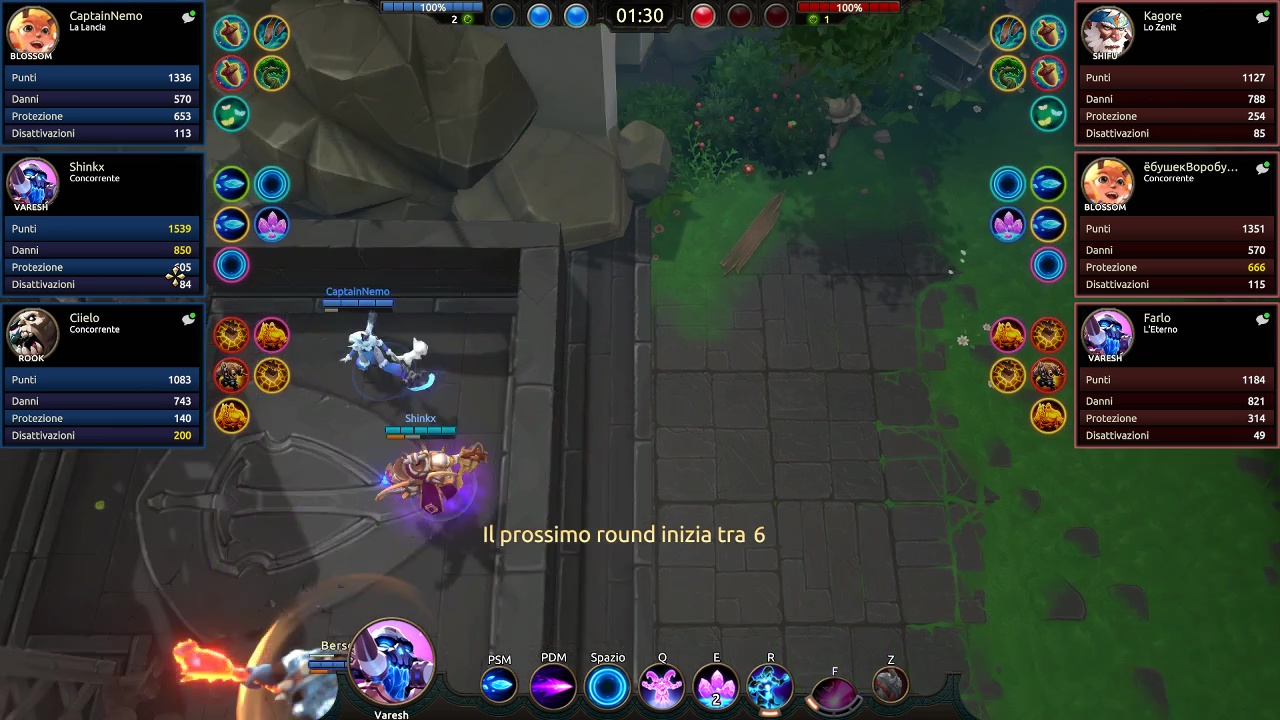 CaptainNemo
La Lancia
BLOSSOM
Punti 1336
Danni 570
Protezione 653
Disattivazioni 113
Shinkx
Concorrente
VARESH
Punti 1539
Danni 850
Protezione 605
Disattivazioni 84
Ciielo
Concorrente
ROOK
Punti 1083
Danni 743
Protezione 140
Disattivazioni 200
100%
2
01:30
100%
1
Kagore
Lo Zenit
SHIFU
Punti 1127
Danni 788
Protezione 254
Disattivazioni 85
ёбушекВоробу...
Concorrente
BLOSSOM
Punti 1351
Danni 570
Protezione 666
Disattivazioni 115
Farlo
L'Eterno
VARESH
Punti 1184
Danni 821
Protezione 314
Disattivazioni 49
CaptainNemo
Shinkx
Il prossimo round inizia tra 6
Berse
PSM PDM Spazio Q E R F Z
2
Varesh